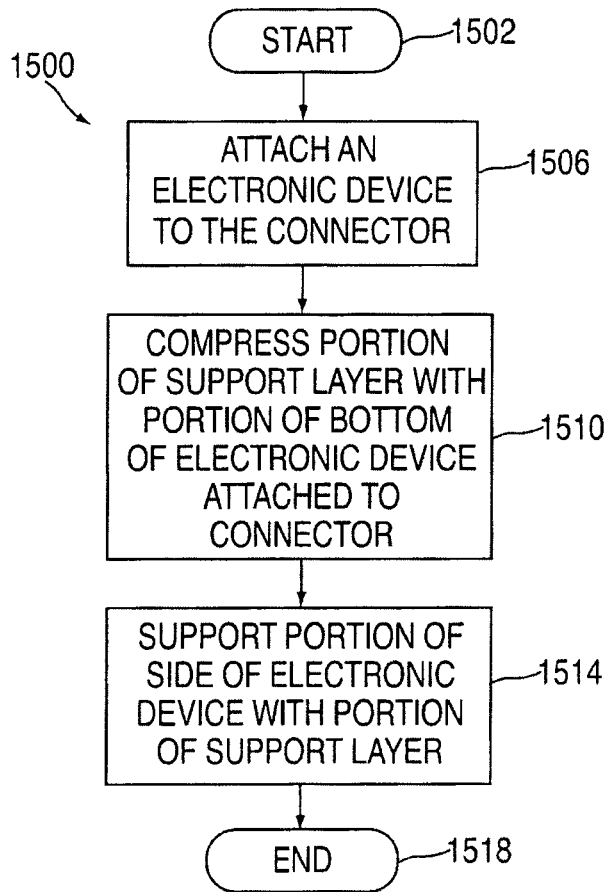 START
1502
1500
ATTACH AN
ELECTRONIC DEVICE
TO THE CONNECTOR
1506
COMPRESS PORTION
OF SUPPORT LAYER WITH
PORTION OF BOTTOM
OF ELECTRONIC DEVICE
ATTACHED TO
CONNECTOR
1510
SUPPORT PORTION OF
SIDE OF ELECTRONIC
DEVICE WITH PORTION
OF SUPPORT LAYER
1514
END
1518